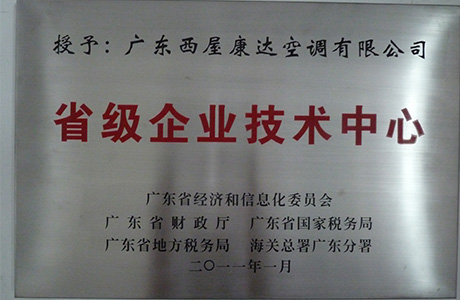 授予：广东西屋康达空调有限公司
省级企业技术中心
广东省经济和信息化委员会
广东省财政厅 广东省国家税务局
广东省地方税务局 海关总署广东分署
二〇一一年一月